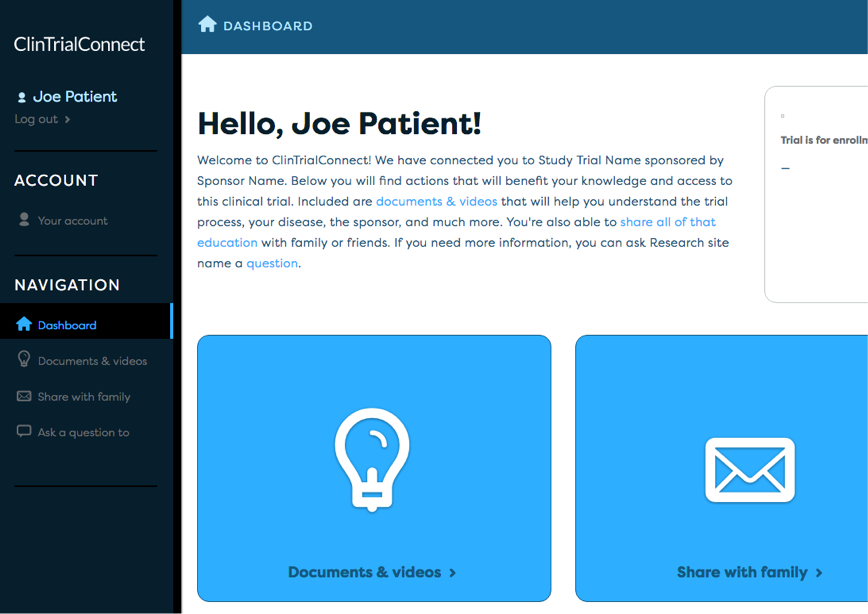 ClinTrialConnect
Joe Patient
Log out >
ACCOUNT
Your account
NAVIGATION
Dashboard
Documents & videos
Share with family
Ask a question to
DASHBOARD
Hello, Joe Patient!
Welcome to ClinTrialConnect! We have connected you to Study Trial Name sponsored by
Sponsor Name. Below you will find actions that will benefit your knowledge and access to
this clinical trial. Included are documents & videos that will help you understand the trial
process, your disease, the sponsor, and much more. You're also able to share all of that
education with family or friends. If you need more information, you can ask Research site
name a question.
Trial is for
–
Documents & videos >
Share with family >